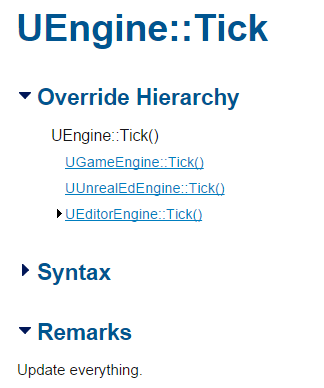 UEngine::Tick
Override Hierarchy
UEngine::Tick()
UGameEngine::Tick()
UUnrealEdEngine::Tick()
UEditorEngine::Tick()
Syntax
Remarks
Update everything.